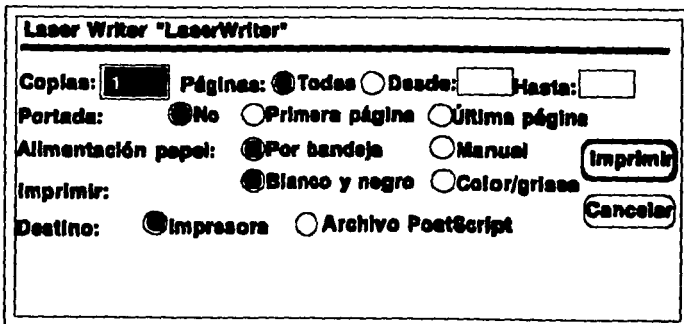 Laser Writer "LaserWriter"
Copias: 1 Páginas: Todas Desde: Hasta:
Portada: No Primera página Última página
Alimentación papel: Por bandeja Manual
Imprimir
Imprimir: Blanco y negro Color/grises
Cancelar
Destino: Impresora Archivo PostScript